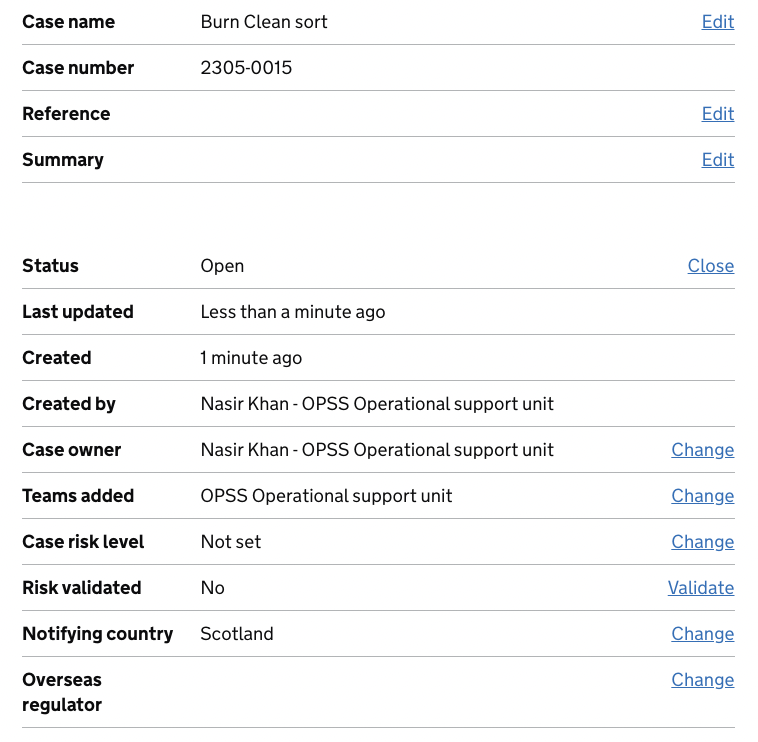 Case name Burn Clean sort Edit
Case number 2305-0015
Reference Edit
Summary Edit
Status Open Close
Last updated Less than a minute ago
Created 1 minute ago
Created by Nasir Khan - OPSS Operational support unit
Case owner Nasir Khan - OPSS Operational support unit Change
Teams added OPSS Operational support unit Change
Case risk level Not set Change
Risk validated No Validate
Notifying country Scotland Change
Overseas Change
regulator